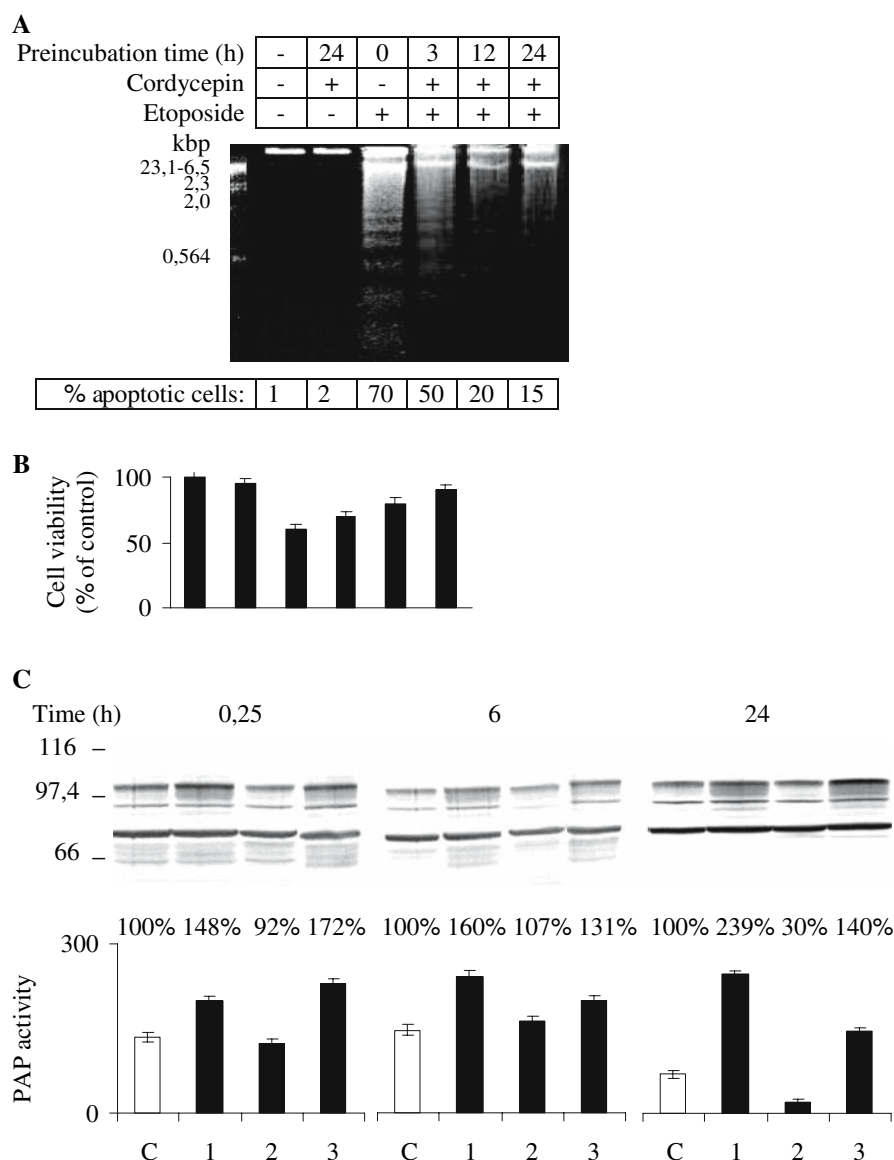 A
Preincubation time (h) - 24 0 3 12 24
Cordycepin - + - + + +
Etoposide - - + + + +
kbp
23,1-6,5
2,3
2,0
0,564
% apoptotic cells: 1 2 70 50 20 15
B
Cell viability
(% of control)
100
50
0
C
Time (h) 0,25 6 24
116 –
97,4 –
66 –
100% 148% 92% 172% 100% 160% 107% 131% 100% 239% 30% 140%
PAP activity
300
0
C 1 2 3 C 1 2 3 C 1 2 3